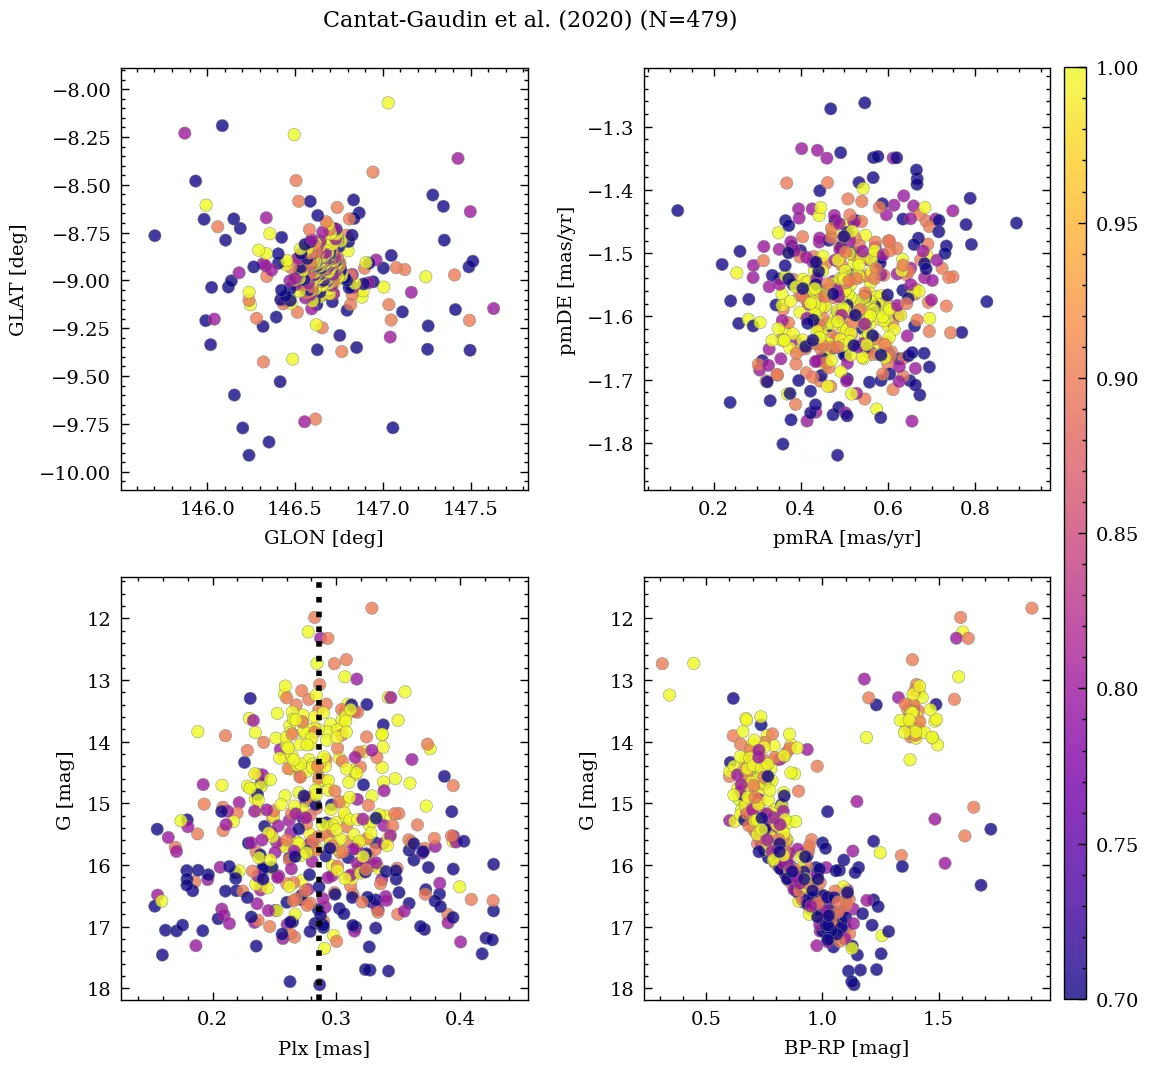 Cantat-Gaudin et al. (2020) (N=479)
−8.00
−8.25
−8.50
−8.75
−9.00
−9.25
−9.50
−9.75
−10.00
GLAT [deg]
146.0 146.5 147.0 147.5
GLON [deg]
−1.3
−1.4
−1.5
−1.6
−1.7
−1.8
pmDE [mas/yr]
0.2 0.4 0.6 0.8
pmRA [mas/yr]
12
13
14
15
16
17
18
G [mag]
0.2 0.3 0.4
Plx [mas]
12
13
14
15
16
17
18
G [mag]
0.5 1.0 1.5
BP-RP [mag]
1.00
0.95
0.90
0.85
0.80
0.75
0.70